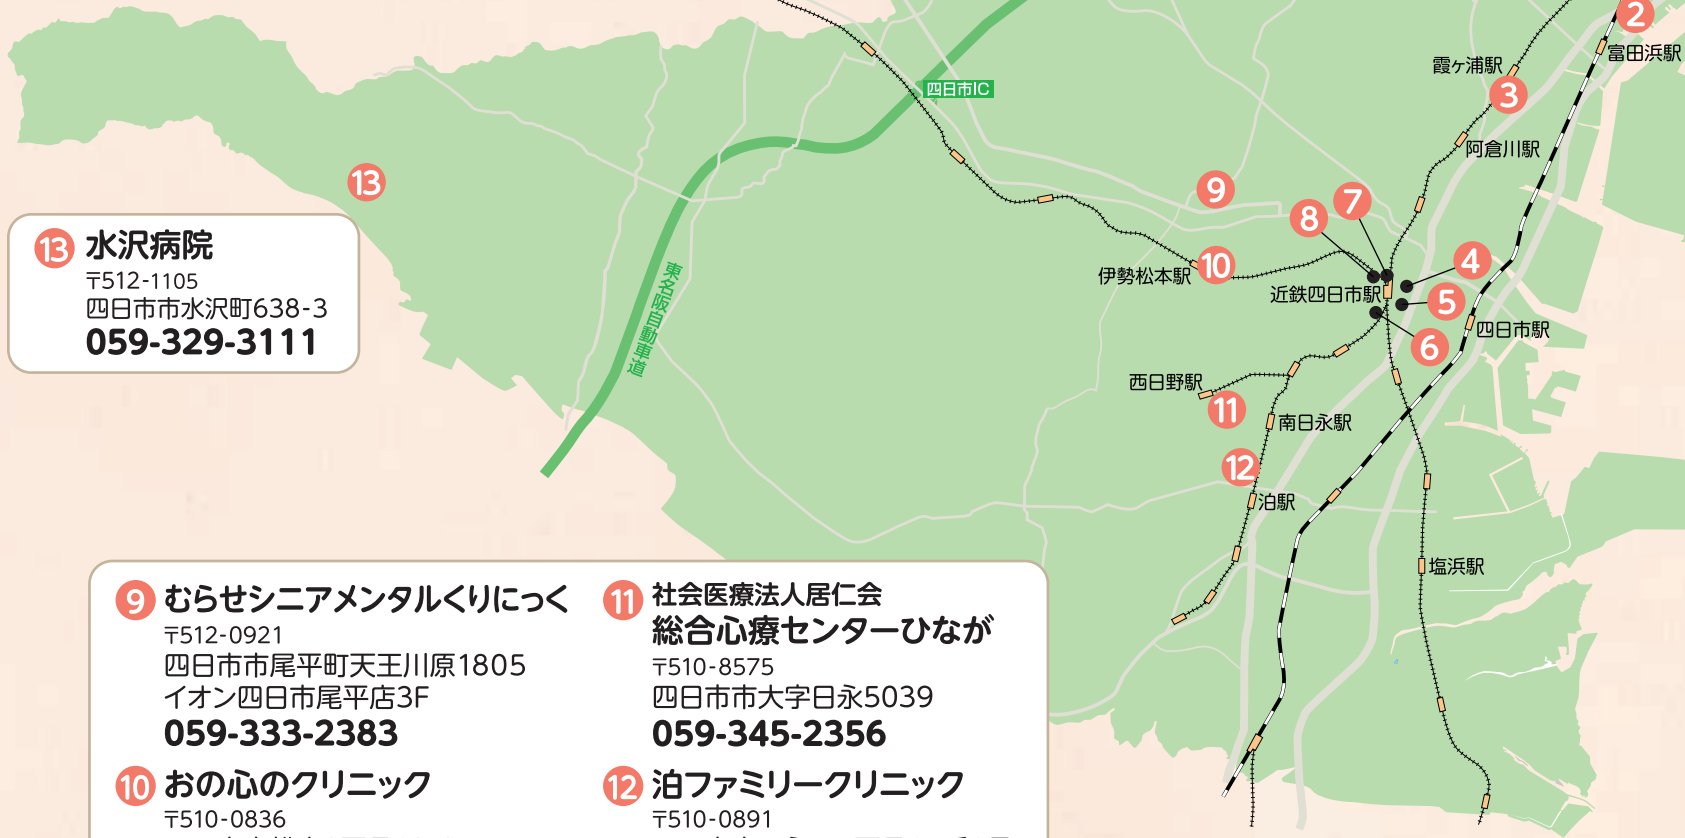 2
富田浜駅
霞ヶ浦駅
3
四日市IC
阿倉川駅
13
9
7
8
4
伊勢松本駅
10
近鉄四日市駅
5
四日市駅
6
東名阪自動車道
西日野駅
11
南日永駅
12
泊駅
塩浜駅
13 水沢病院
〒512-1105
四日市市水沢町638-3
059-329-3111
9 むらせシニアメンタルくりにっく
〒512-0921
四日市市尾平町天王川原1805
イオン四日市尾平店3F
059-333-2383
10 おの心のクリニック
〒510-0836
11 社会医療法人居仁会
総合心療センターひなが
〒510-8575
四日市市大字日永5039
059-345-2356
12 泊ファミリークリニック
〒510-0891